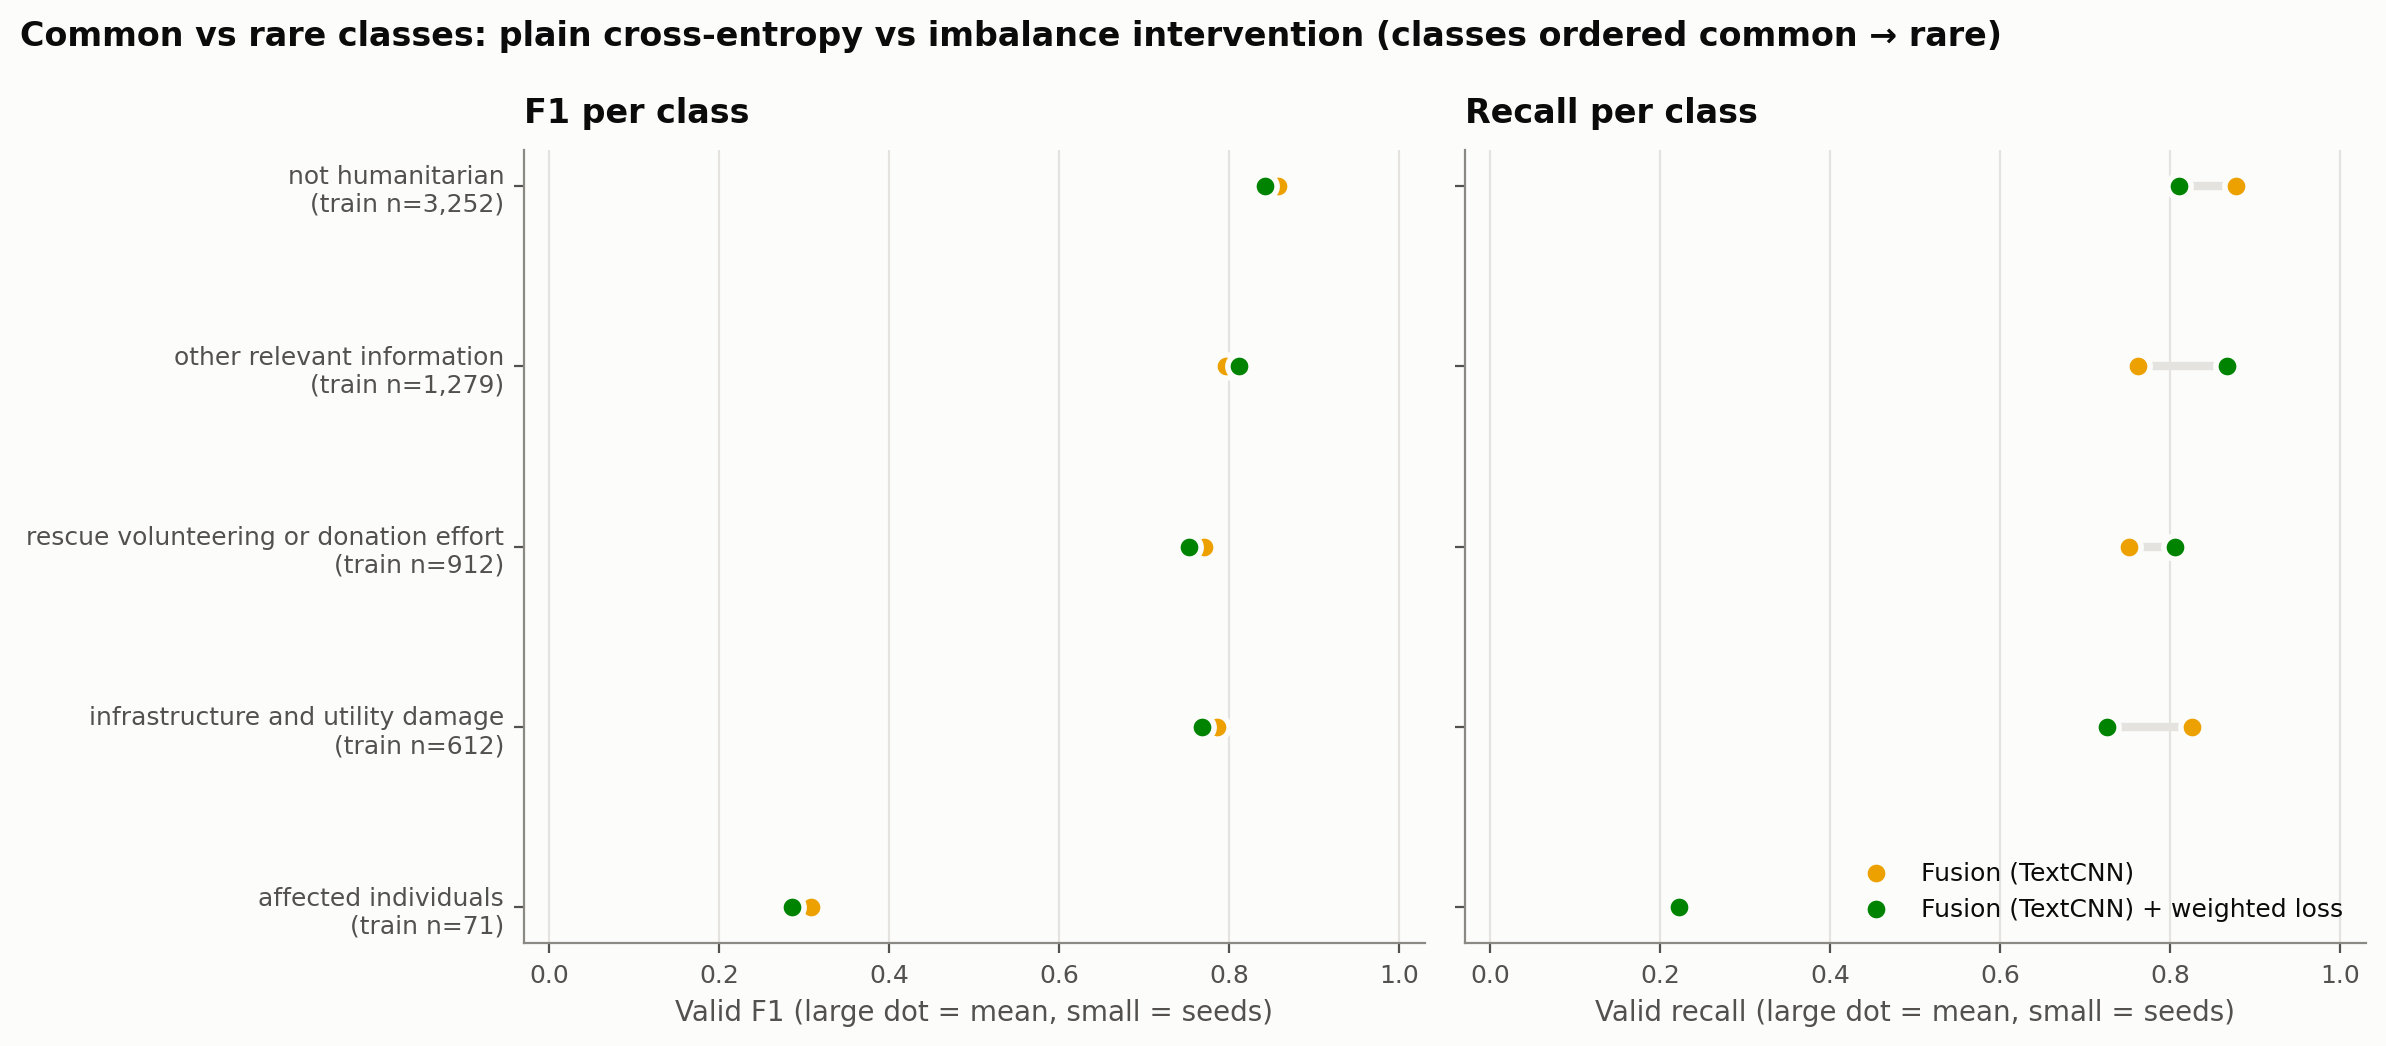 Common vs rare classes: plain cross-entropy vs imbalance intervention (classes ordered common → rare)
F1 per class
not humanitarian
(train n=3,252)
other relevant information
(train n=1,279)
rescue volunteering or donation effort
(train n=912)
infrastructure and utility damage
(train n=612)
affected individuals
(train n=71)
0.0 0.2 0.4 0.6 0.8 1.0
Valid F1 (large dot = mean, small = seeds)
Recall per class
Fusion (TextCNN)
Fusion (TextCNN) + weighted loss
0.0 0.2 0.4 0.6 0.8 1.0
Valid recall (large dot = mean, small = seeds)